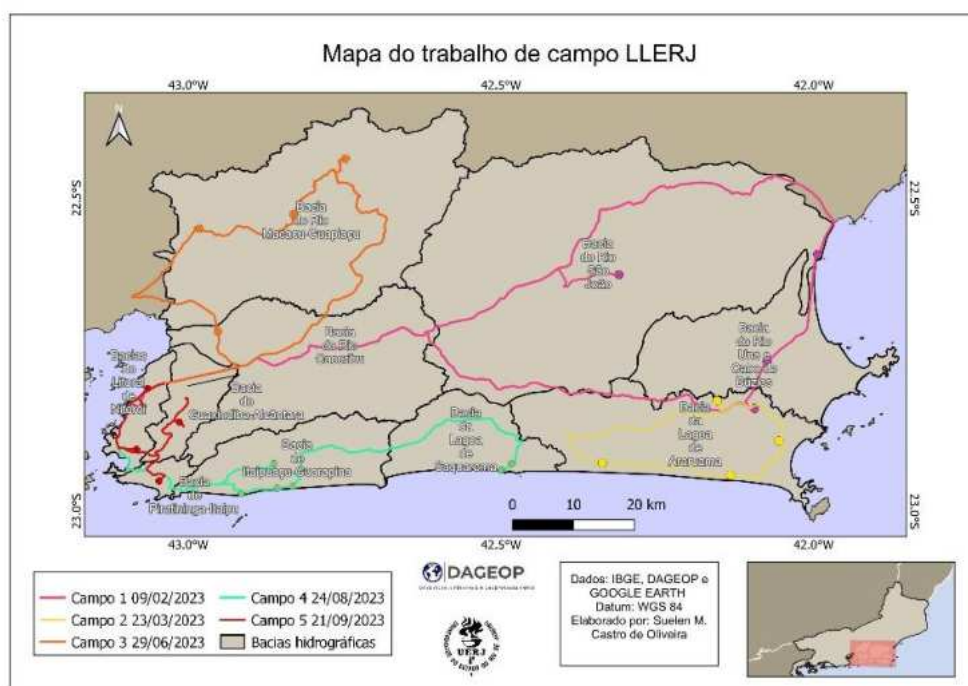 Mapa do trabalho de campo LLERJ
43.0°W
42.5°W
42.0°W
N
22.5°S
22.5°S
Bacia
do Rio
Macacu-Guapiaçu
Bacia
do Rio
São
João
Bacia
do Rio
Bacia
do Rio
Una e
Cabo de
Búzios
Bacias
do
Litoral
de
Niterói
Bacia
do
Guaxindiba-Alcântara
Bacia
da
Lagoa
de
Saquarema
Bacia
da Lagoa
de
Araruama
Bacia
de
Itaipuaçu-Guarapina
Bacia
de
Piratininga-Itaipu
23.0°S
23.0°S
0 10 20 km
43.0°W
42.5°W
42.0°W
Campo 1 09/02/2023
Campo 2 23/03/2023
Campo 3 29/06/2023
Campo 4 24/08/2023
Campo 5 21/09/2023
Bacias hidrográficas
DAGEOP
UERJ
Dados: IBGE, DAGEOP e
GOOGLE EARTH
Datum: WGS 84
Elaborado por: Suelen M.
Castro de Oliveira